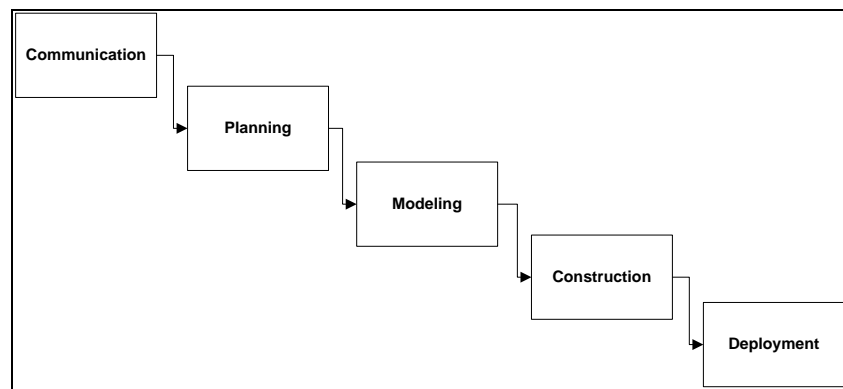 Communication
Planning
Modeling
Construction
Deployment